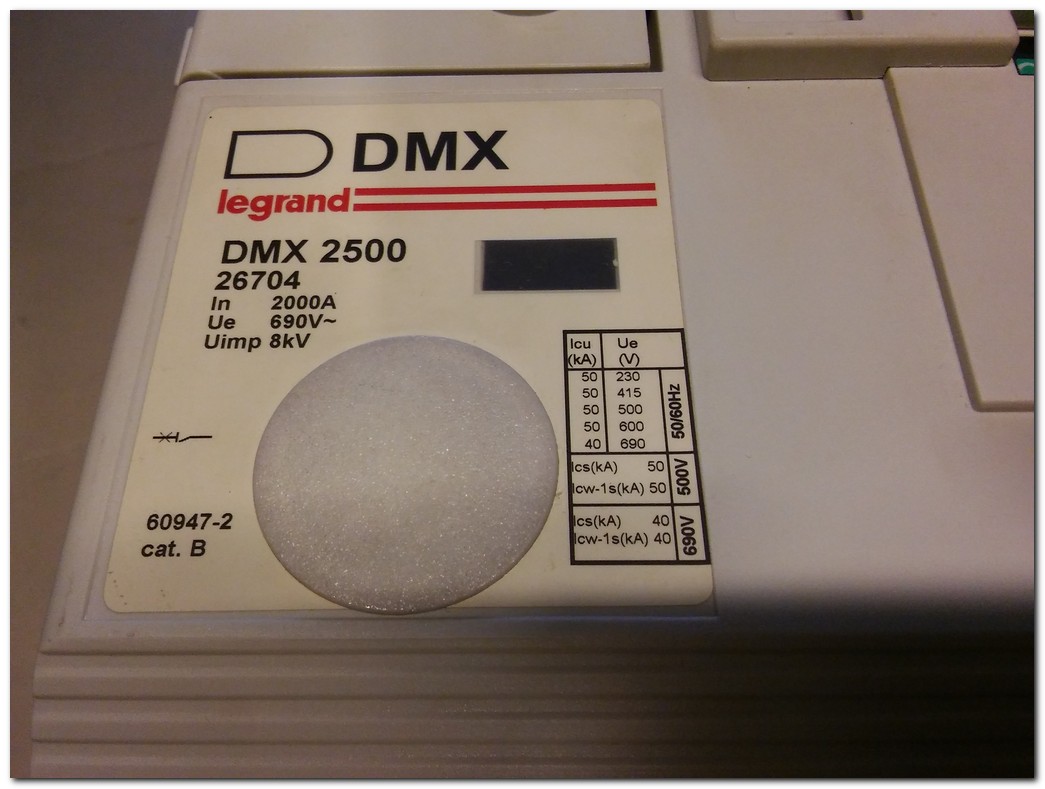 DMX
legrand
DMX 2500
26704
In 2000A
Ue 690V~
Uimp 8kV
Icu Ue
(kA) (V)
50 230
50 415
50 500
50 600
40 690
50/60Hz
Ics(kA) 50
Icw-1s(kA) 50
500V
Ics(kA) 40
Icw-1s(kA) 40
690V
60947-2
cat. B